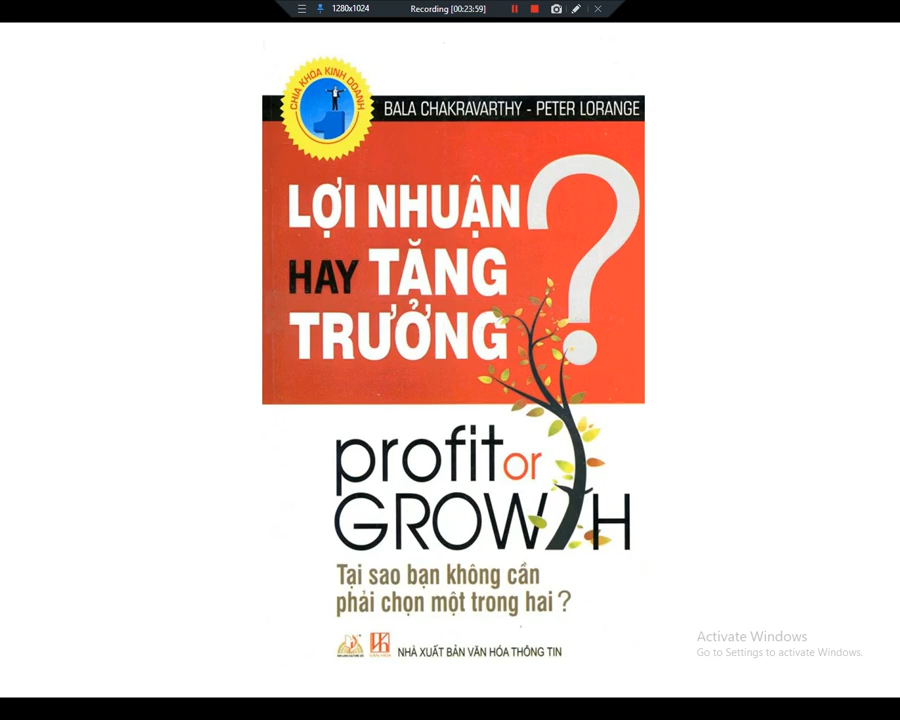 1280x1024
Recording [00:23:59]
CHÌA KHÓA KINH DOANH
BALA CHAKRAVARTHY - PETER LORANGE
LỢI NHUẬN
HAY TĂNG
TRƯỞNG
?
profit or
GROWTH
Tại sao bạn không cần
phải chọn một trong hai?
NHÀ XUẤT BẢN VĂN HÓA THÔNG TIN
Activate Windows
Go to Settings to activate Windows.